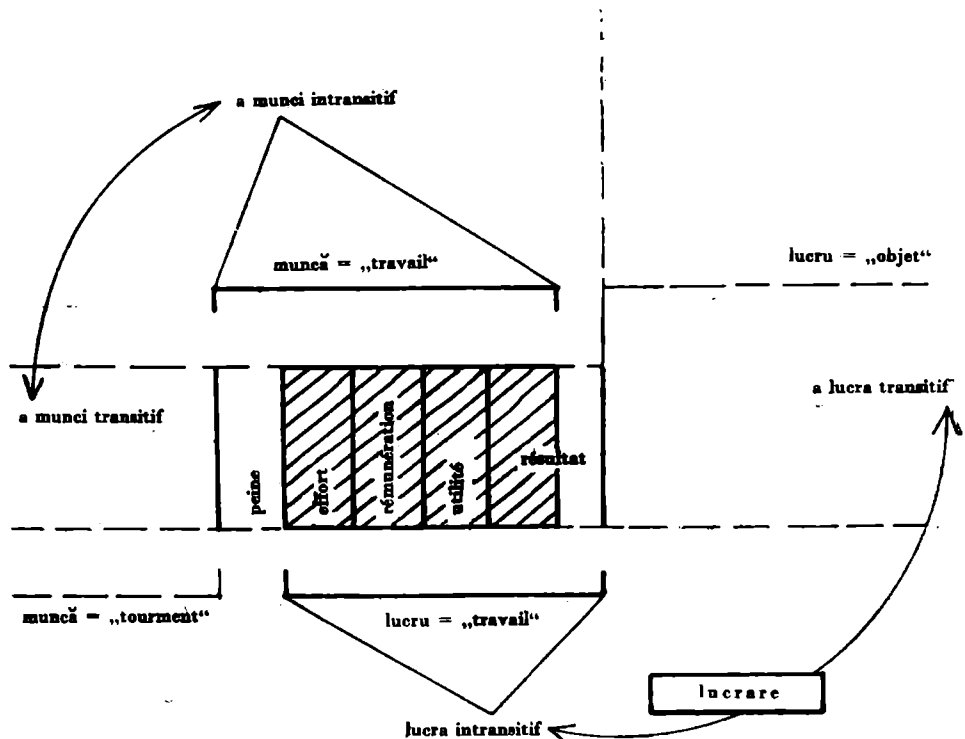 a munci intransitif
muncă = „travail“
lucru = „objet“
a munci transitif
a lucra transitif
peine
effort
rémunération
utilité
résultat
muncă = „tourment“
lucru = „travail“
lucrare
lucra intransitif